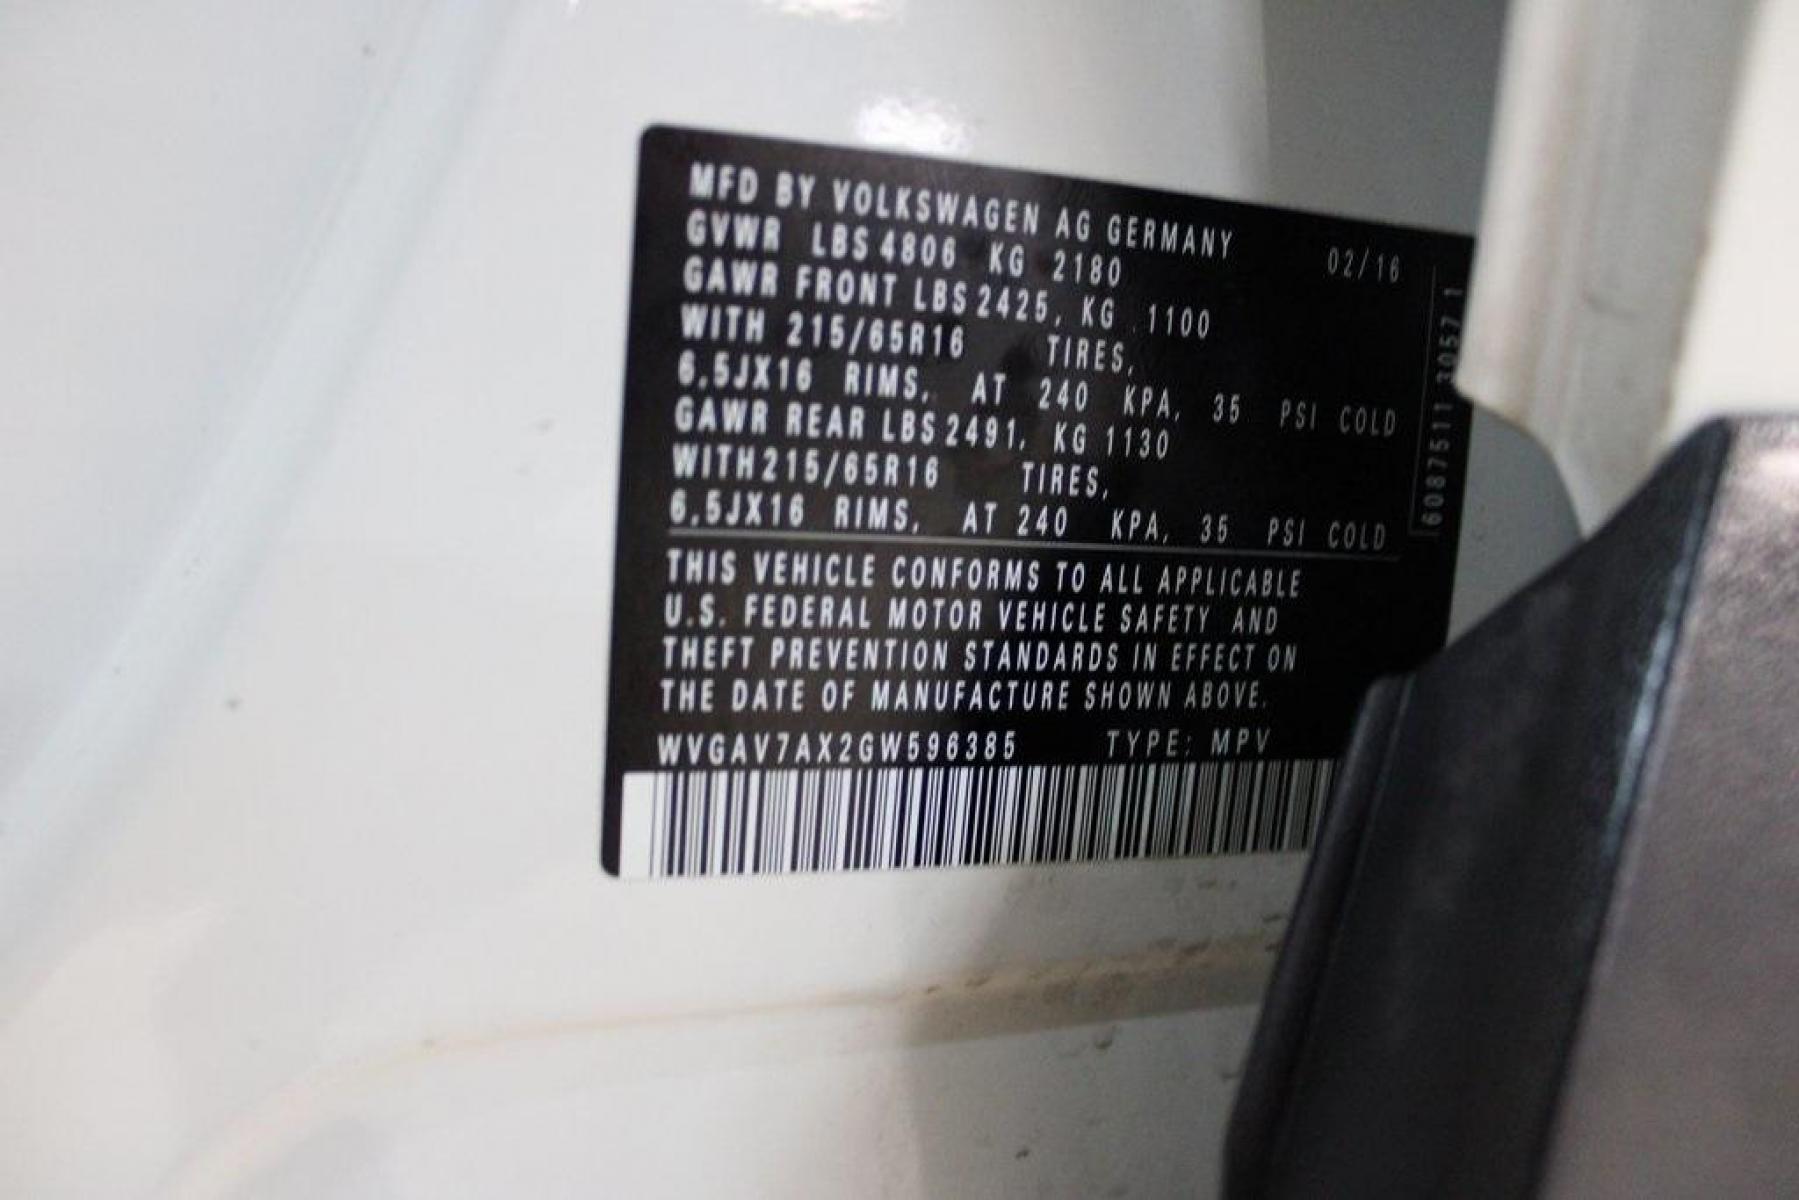 MFD BY VOLKSWAGEN AG GERMANY 02/16
GVWR LBS 4806 KG 2180
GAWR FRONT LBS 2425, KG 1100
WITH 215/65R16 TIRES,
6.5JX16 RIMS, AT 240 KPA, 35 PSI COLD
GAWR REAR LBS 2491, KG 1130
WITH 215/65R16 TIRES,
6.5JX16 RIMS, AT 240 KPA, 35 PSI COLD
THIS VEHICLE CONFORMS TO ALL APPLICABLE
U.S. FEDERAL MOTOR VEHICLE SAFETY AND
THEFT PREVENTION STANDARDS IN EFFECT ON
THE DATE OF MANUFACTURE SHOWN ABOVE.
WVGAV7AX2GW596385 TYPE: MPV